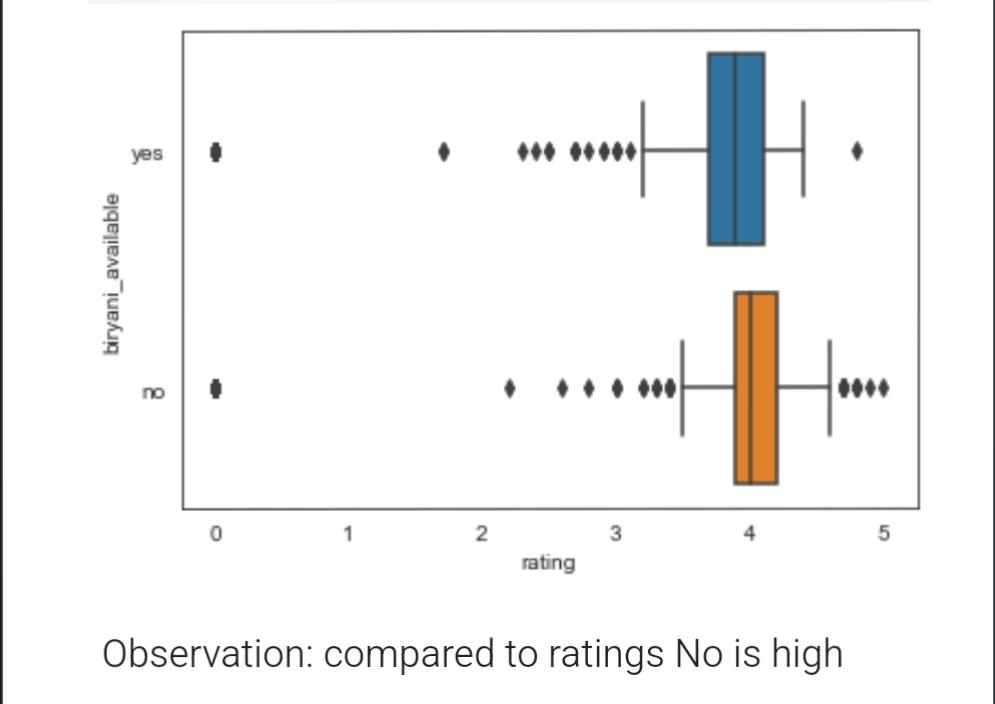 yes
biryani_available
no
0 1 2 3 4 5
rating
Observation: compared to ratings No is high